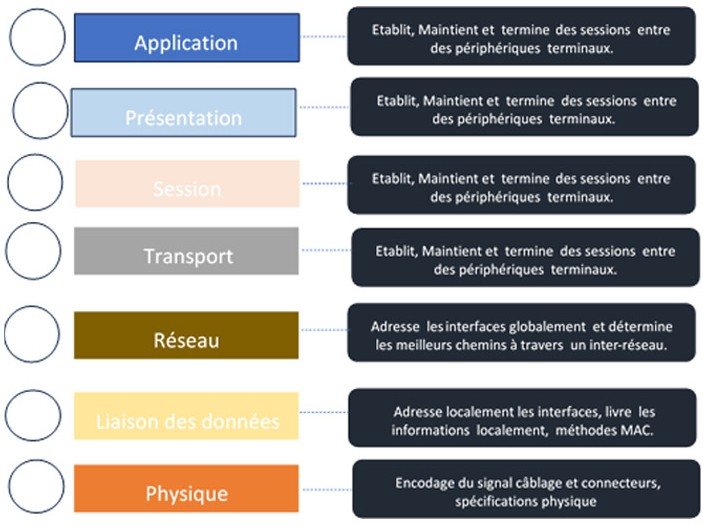 Application
Etablit, Maintient et termine des sessions entre
des périphériques terminaux.
Présentation
Etablit, Maintient et termine des sessions entre
des périphériques terminaux.
Session
Etablit, Maintient et termine des sessions entre
des périphériques terminaux.
Transport
Etablit, Maintient et termine des sessions entre
des périphériques terminaux.
Réseau
Adresse les interfaces globalement et détermine
les meilleurs chemins à travers un inter-réseau.
Liaison des données
Adresse localement les interfaces, livre les
informations localement, méthodes MAC.
Physique
Encodage du signal câblage et connecteurs,
spécifications physique